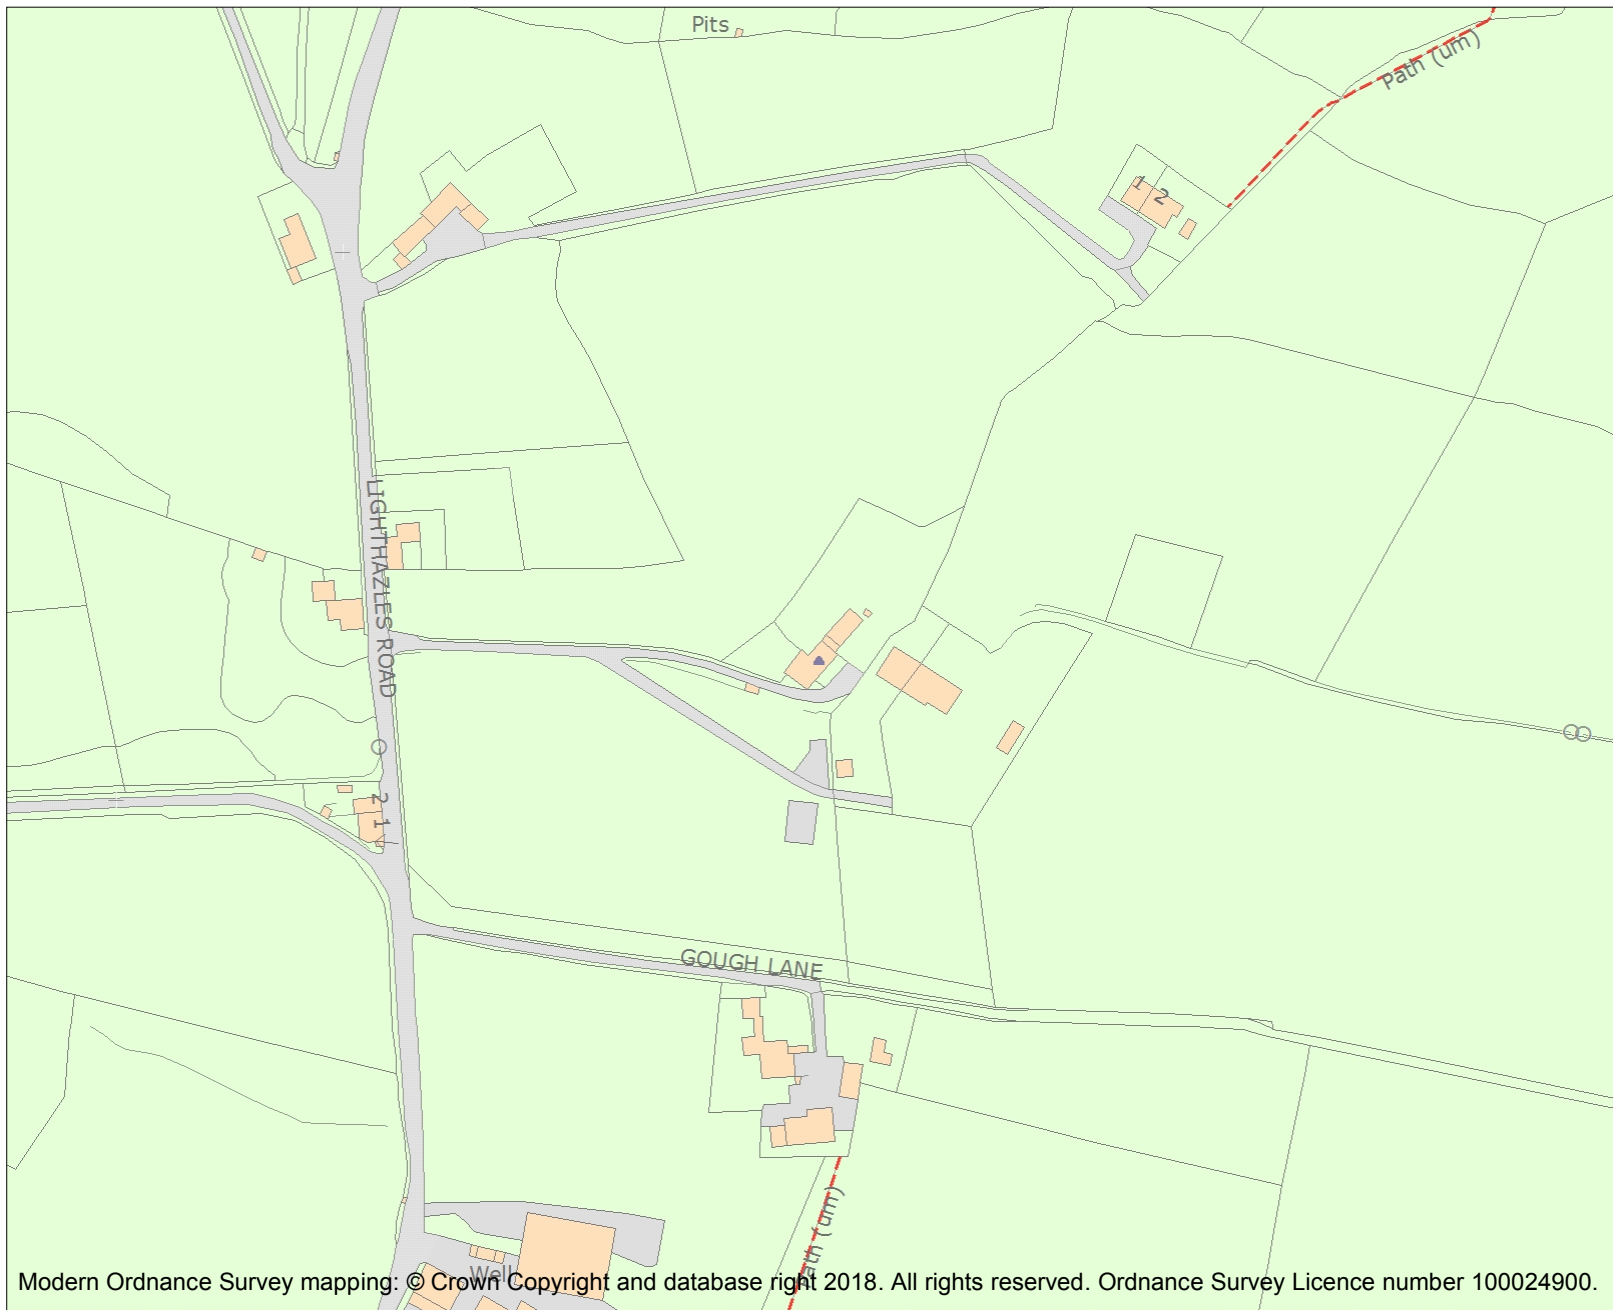 Pits
Path (um)
1 2
LIGHTHAZLES ROAD
2 1
GOUGH LANE
Path (um)
Well
Modern Ordnance Survey mapping: © Crown Copyright and database right 2018. All rights reserved. Ordnance Survey Licence number 100024900.